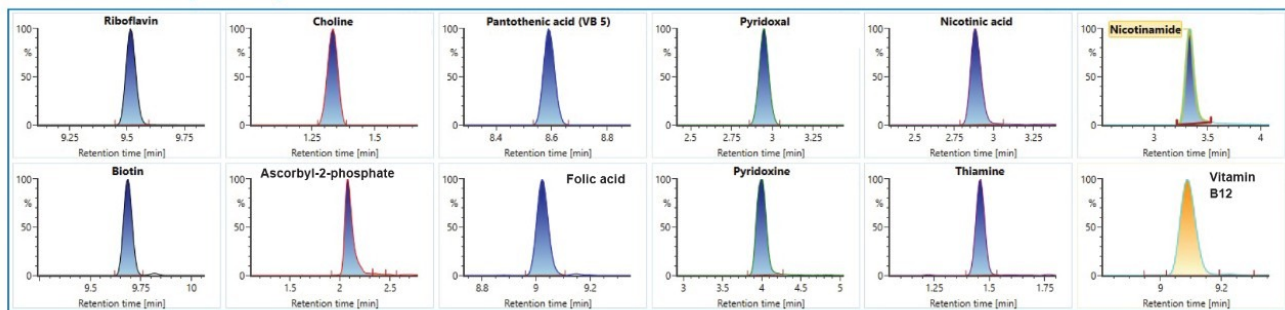 Riboflavin
100
%
50
0
9.25 9.5 9.75
Retention time [min]
Choline
100
%
50
0
1.25 1.5
Retention time [min]
Pantothenic acid (VB 5)
100
%
50
0
8.4 8.6 8.8
Retention time [min]
Pyridoxal
100
%
50
0
2.5 2.75 3 3.25
Retention time [min]
Nicotinic acid
100
%
50
0
2.5 2.75 3 3.25
Retention time [min]
Nicotinamide
100
%
50
0
3 3.5 4
Retention time [min]
Biotin
100
%
50
0
9.5 9.75 10
Retention time [min]
Ascorbyl-2-phosphate
100
%
50
0
1.5 2 2.5
Retention time [min]
Folic acid
100
%
50
0
8.8 9 9.2
Retention time [min]
Pyridoxine
100
%
50
0
3 3.5 4 4.5 5
Retention time [min]
Thiamine
100
%
50
0
1.25 1.5 1.75
Retention time [min]
Vitamin
B12
100
%
50
0
9 9.2
Retention time [min]